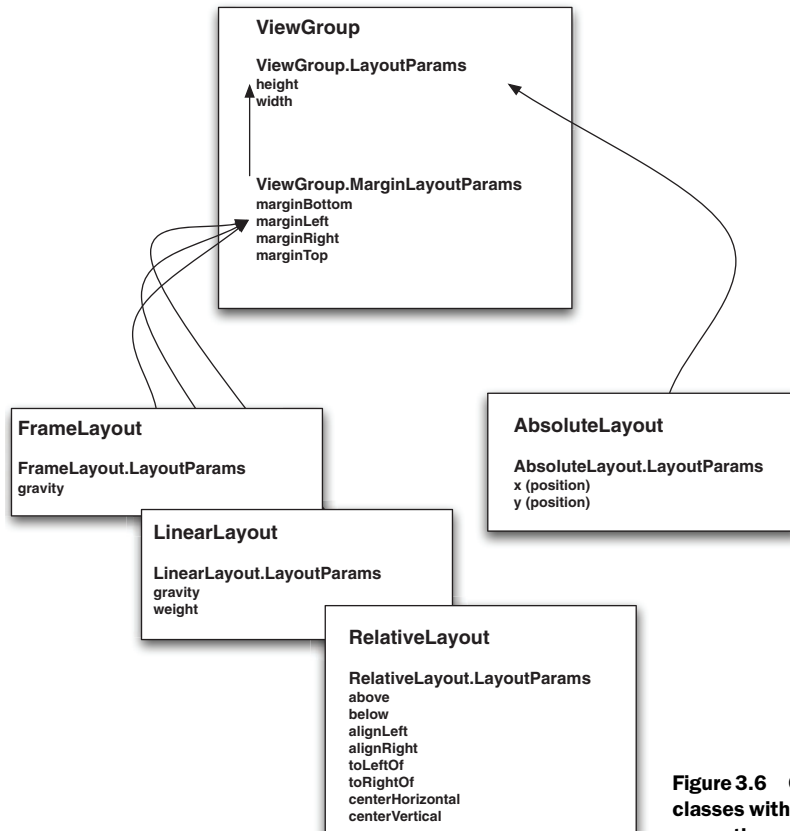 ViewGroup
ViewGroup.LayoutParams
height
width
ViewGroup.MarginLayoutParams
marginBottom
marginLeft
marginRight
marginTop
FrameLayout
FrameLayout.LayoutParams
gravity
AbsoluteLayout
AbsoluteLayout.LayoutParams
x (position)
y (position)
LinearLayout
LinearLayout.LayoutParams
gravity
weight
RelativeLayout
RelativeLayout.LayoutParams
above
below
alignLeft
alignRight
toLeftOf
toRightOf
centerHorizontal
centerVertical
Figure 3.6
classes with